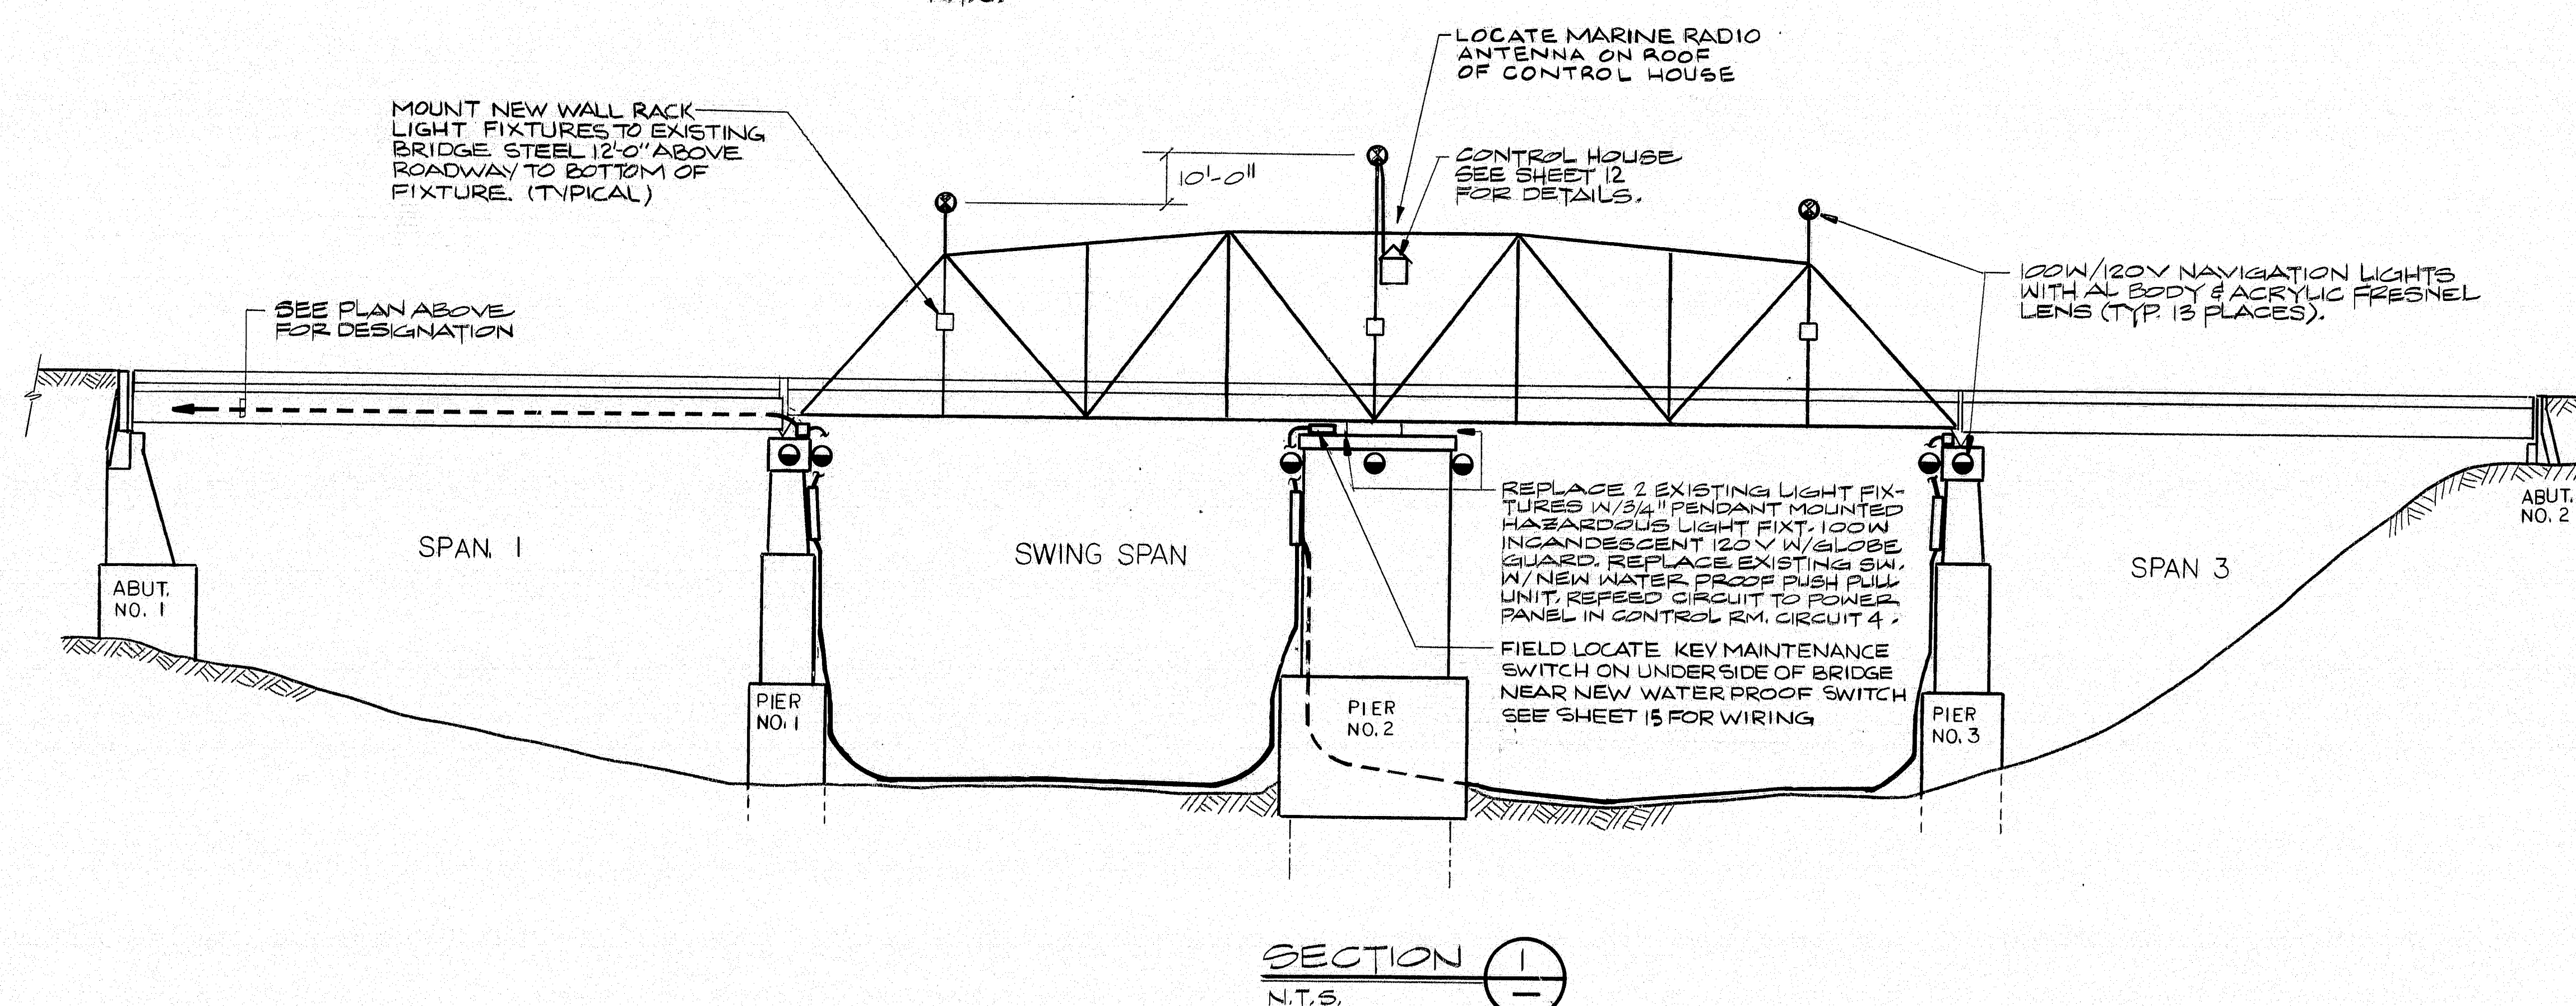 LOCATE MARINE RADIO
ANTENNA ON ROOF
OF CONTROL HOUSE
MOUNT NEW WALL RACK
LIGHT FIXTURES TO EXISTING
BRIDGE STEEL 12'-0" ABOVE
ROADWAY TO BOTTOM OF
FIXTURE. (TYPICAL)
10'-0"
CONTROL HOUSE
SEE SHEET 12
FOR DETAILS.
100W/120V NAVIGATION LIGHTS
WITH AL BODY & ACRYLIC FRESNEL
LENS (TYP. 13 PLACES).
SEE PLAN ABOVE
FOR DESIGNATION
REPLACE 2 EXISTING LIGHT FIX-
TURES W/3/4" PENDANT MOUNTED
HAZARDOUS LIGHT FIXT. 100W
INCANDESCENT 120V W/GLOBE
GUARD. REPLACE EXISTING SW.
W/NEW WATER PROOF PUSH PULL
UNIT. REFEED CIRCUIT TO POWER
PANEL IN CONTROL RM. CIRCUIT 4.
FIELD LOCATE KEY MAINTENANCE
SWITCH ON UNDERSIDE OF BRIDGE
NEAR NEW WATER PROOF SWITCH
SEE SHEET 15 FOR WIRING
SPAN. 1
SWING SPAN
SPAN 3
ABUT.
NO. 1
PIER
NO. 1
PIER
NO. 2
PIER
NO. 3
ABUT.
NO. 2
SECTION
1
N.T.S.